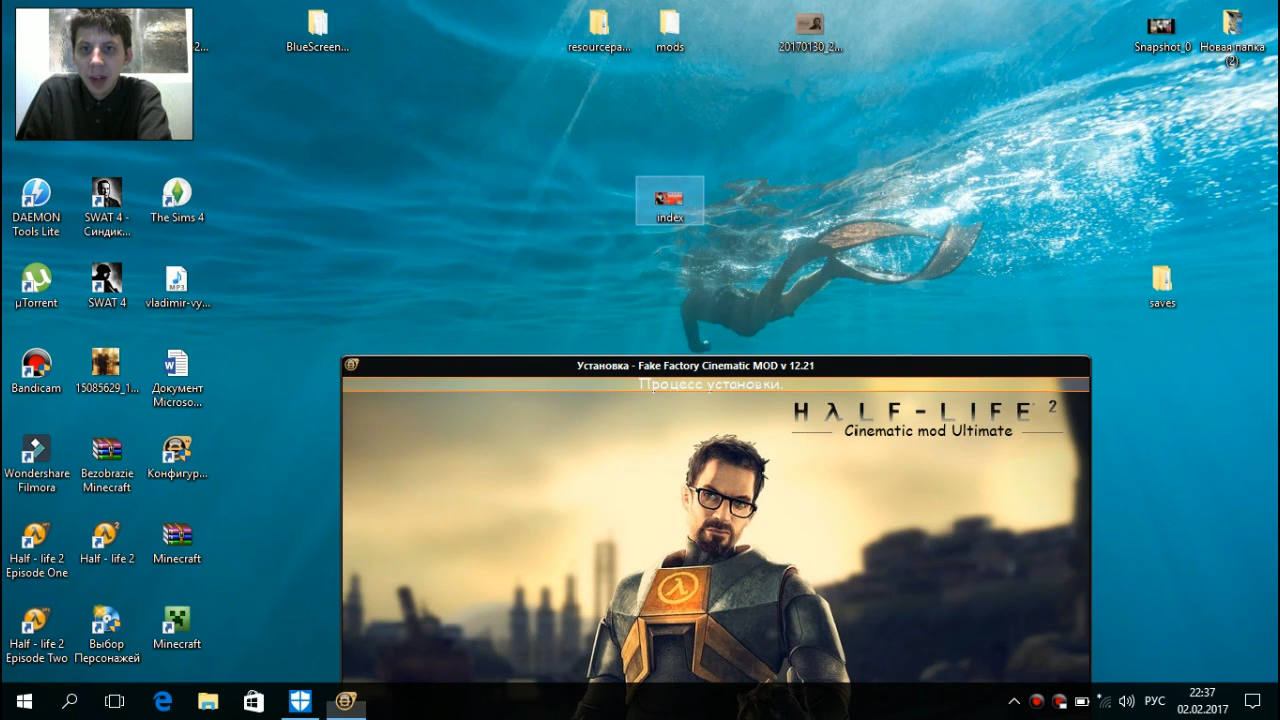 2...
BlueScreen...
resourcepa...
mods
20170130_2...
Snapshot_0
Новая папка
(2)
DAEMON
Tools Lite
SWAT 4 -
Синдик...
The Sims 4
index
µTorrent
SWAT 4
MP3
vladimir-vy...
saves
Bandicam
15085629_1...
Документ
Microso...
Установка - Fake Factory Cinematic MOD v 12.21
Процесс установки.
HλLF-LIFE 2
Cinematic mod Ultimate
Wondershare
Filmora
Bezobrazie
Minecraft
Конфигур...
Half - life 2
Episode One
Half - life 2
Minecraft
Half - life 2
Episode Two
Выбор
Персонажей
Minecraft
РУС
22:37
02.02.2017